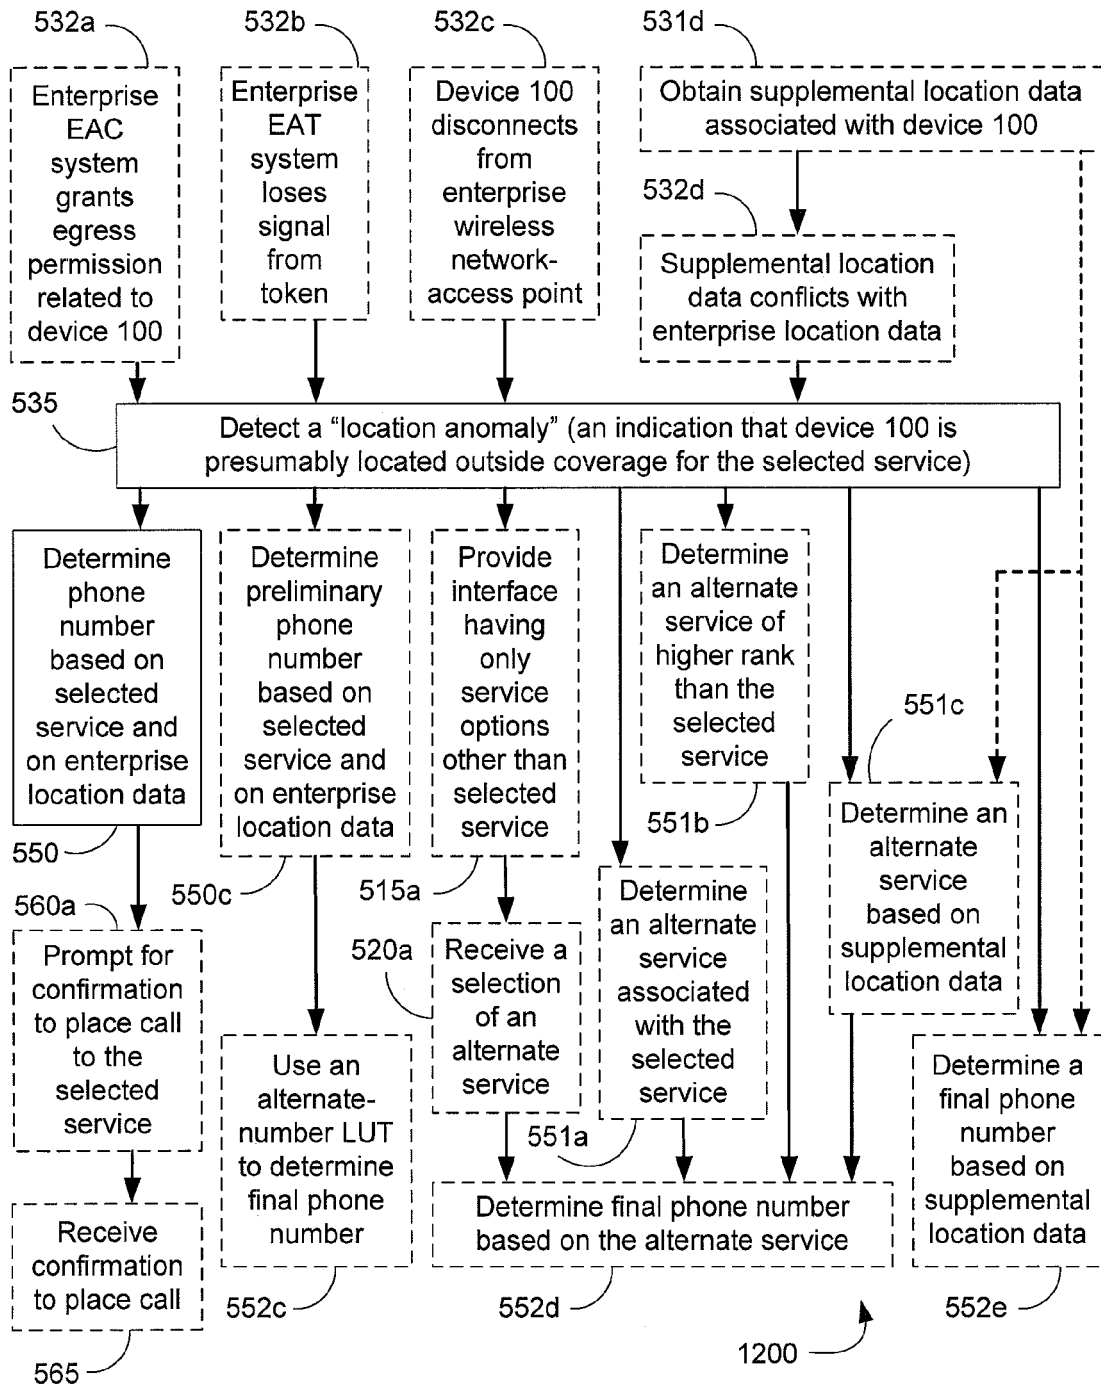 532a
532b
532c
531d
Enterprise
EAC
system
grants
egress
permission
related to
device 100
Enterprise
EAT
system
loses
signal
from
token
Device 100
disconnects
from
enterprise
wireless
network-
access point
Obtain supplemental location data
associated with device 100
532d
Supplemental location
data conflicts with
enterprise location data
535
Detect a “location anomaly” (an indication that device 100 is
presumably located outside coverage for the selected service)
Determine
phone
number
based on
selected
service and
on enterprise
location data
550
Determine
preliminary
phone
number
based on
selected
service and
on enterprise
location data
550c
Provide
interface
having
only
service
options
other than
selected
service
515a
Determine
an alternate
service of
higher rank
than the
selected
service
551b
551c
Determine an
alternate
service
based on
supplemental
location data
560a
Prompt for
confirmation
to place call
to the
selected
service
520a
Receive a
selection
of an
alternate
service
Determine
an alternate
service
associated
with the
selected
service
551a
Use an
alternate-
number LUT
to determine
final phone
number
552c
Determine a
final phone
number
based on
supplemental
location data
552e
Determine final phone number
based on the alternate service
552d
Receive
confirmation
to place call
565
1200